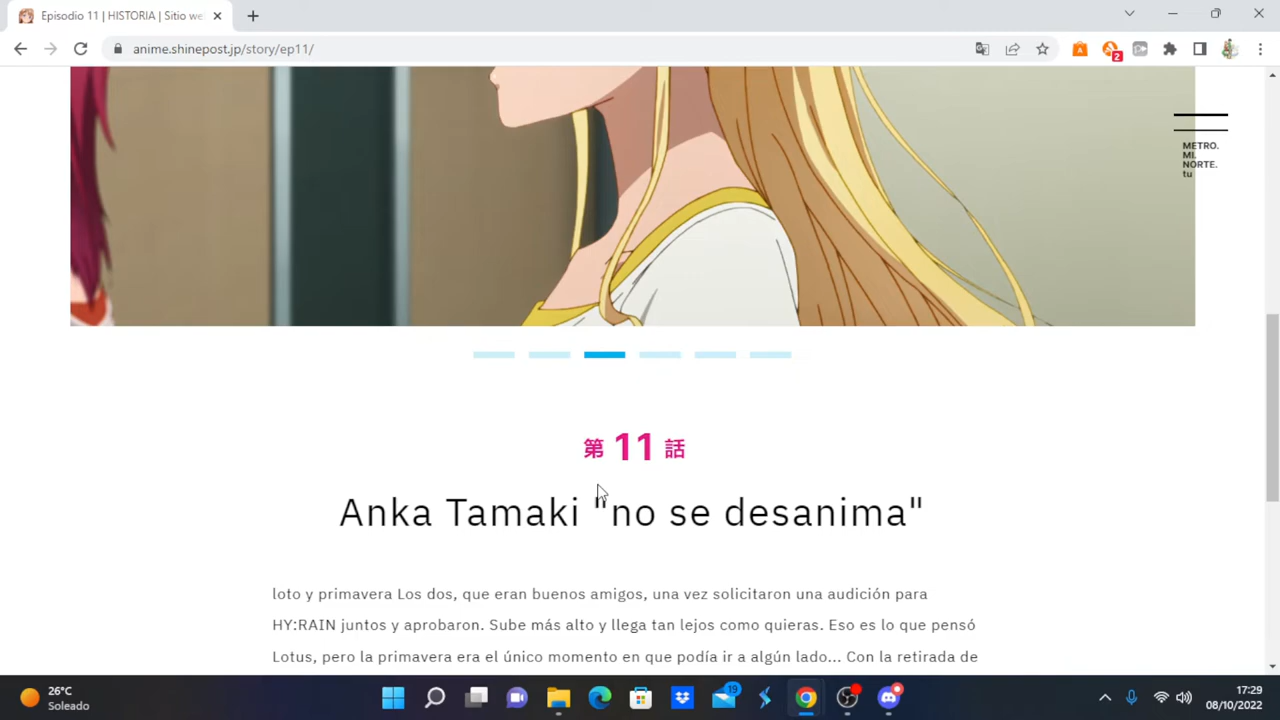 Episodio 11 | HISTORIA | Sitio we
anime.shinepost.jp/story/ep11/
2
METRO.
MI.
NORTE.
tu
第 11 話
Anka Tamaki "no se desanima"
loto y primavera Los dos, que eran buenos amigos, una vez solicitaron una audición para
HY:RAIN juntos y aprobaron. Sube más alto y llega tan lejos como quieras. Eso es lo que pensó
Lotus, pero la primavera era el único momento en que podía ir a algún lado... Con la retirada de
26°C
Soleado
19
17:29
08/10/2022